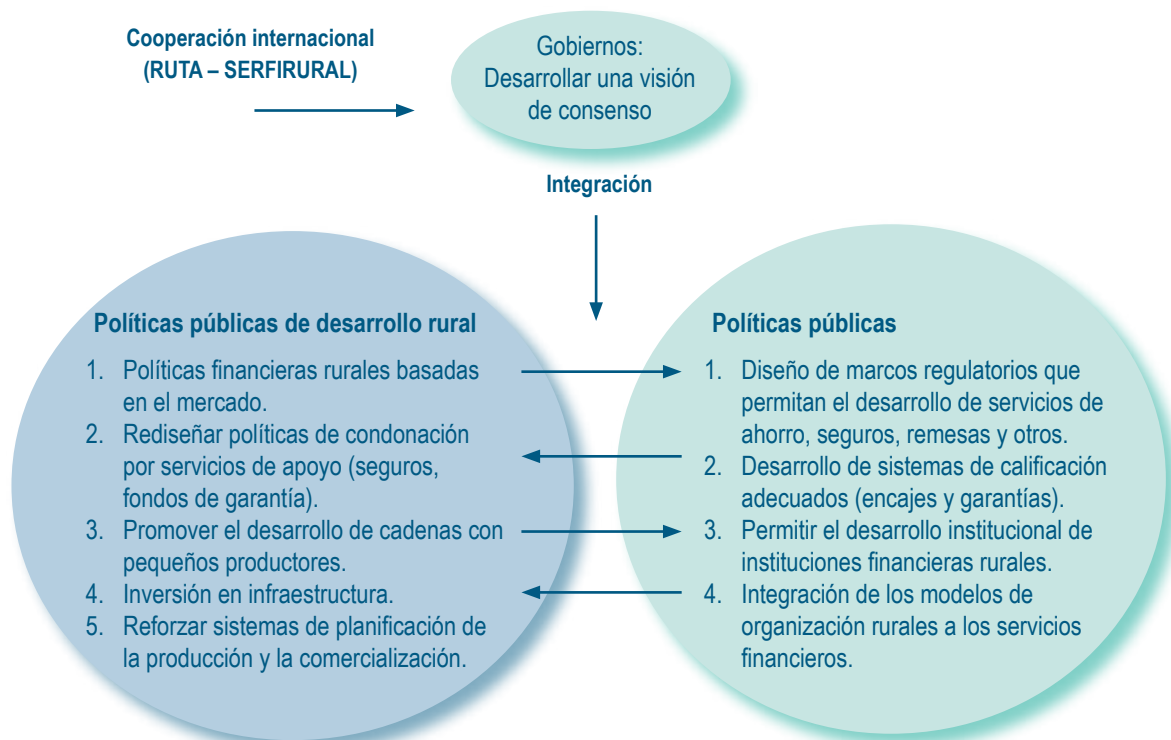 Cooperación internacional
(RUTA – SERFIRURAL)
Gobiernos:
Desarrollar una visión
de consenso
Integración
Políticas públicas de desarrollo rural
1. Políticas financieras rurales basadas
en el mercado.
2. Rediseñar políticas de condonación
por servicios de apoyo (seguros,
fondos de garantía).
3. Promover el desarrollo de cadenas con
pequeños productores.
4. Inversión en infraestructura.
5. Reforzar sistemas de planificación de
la producción y la comercialización.
Políticas públicas
1. Diseño de marcos regulatorios que
permitan el desarrollo de servicios de
ahorro, seguros, remesas y otros.
2. Desarrollo de sistemas de calificación
adecuados (encajes y garantías).
3. Permitir el desarrollo institucional de
instituciones financieras rurales.
4. Integración de los modelos de
organización rurales a los servicios
financieros.